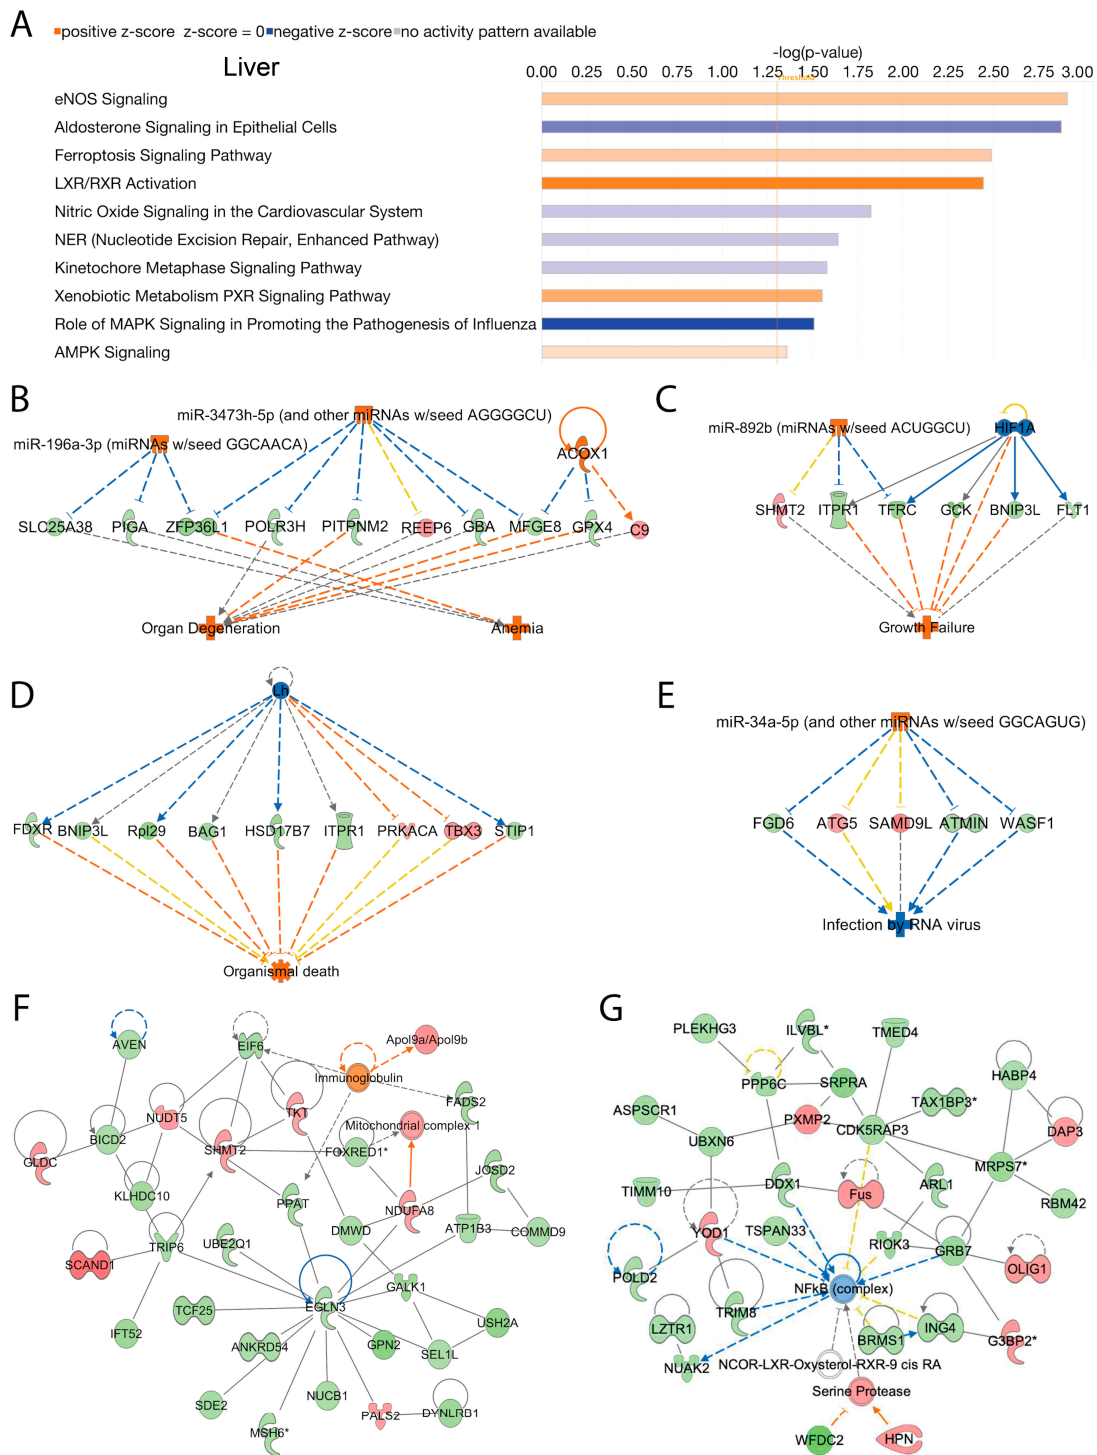 A
positive z-score z-score = 0 negative z-score no activity pattern available
-log(p-value)
Liver
0.00 0.25 0.50 0.75 1.00 1.25 1.50 1.75 2.00 2.25 2.50 2.75 3.00
Threshold
eNOS Signaling
Aldosterone Signaling in Epithelial Cells
Ferroptosis Signaling Pathway
LXR/RXR Activation
Nitric Oxide Signaling in the Cardiovascular System
NER (Nucleotide Excision Repair, Enhanced Pathway)
Kinetochore Metaphase Signaling Pathway
Xenobiotic Metabolism PXR Signaling Pathway
Role of MAPK Signaling in Promoting the Pathogenesis of Influenza
AMPK Signaling
B
miR-3473h-5p (and other miRNAs w/seed AGGGGCU)
miR-196a-3p (miRNAs w/seed GGCAACA)
ACOX1
SLC25A38 PIGA ZFP36L1 POLR3H PITPNM2 REEP6 GBA MFGE8 GPX4 C9
Organ Degeneration Anemia
C
miR-892b (miRNAs w/seed ACUGGCU) HIF1A
SHMT2 ITPR1 TFRC GCK BNIP3L FLT1
Growth Failure
D
Lh
FDXR BNIP3L Rpl29 BAG1 HSD17B7 ITPR1 PRKACA TBX3 STIP1
Organismal death
E
miR-34a-5p (and other miRNAs w/seed GGCAGUG)
FGD6 ATG5 SAMD9L ATMIN WASF1
Infection by RNA virus
F
AVEN EIF6 Apol9a/Apol9b
Immunoglobulin
FADS2
NUDT5 TKT Mitochondrial complex 1
BICD2 SHMT2 FOXRED1*
GLDC JOSD2
KLHDC10 PPAT NDUFA8
DMWD ATP1B3 COMMD9
TRIP6 UBE2Q1
SCAND1 GALK1
TCF25 EGLN3
USH2A
IFT52 ANKRD54 GPN2 SEL1L
SDE2 NUCB1 PALS2 DYNLRB1
MSH6*
G
PLEKHG3 ILVBL* TMED4
PPP6C SRPRA HABP4
ASPSCR1 TAX1BP3*
PXMP2 CDK5RAP3 DAP3
UBXN6
MRPS7*
TIMM10 DDX1 Fus ARL1 RBM42
YOD1 TSPAN33 RIOK3 GRB7
POLD2 OLIG1
NFkB (complex)
TRIM8
LZTR1 BRMS1 ING4 G3BP2*
NUAK2 NCOR-LXR-Oxysterol-RXR-9 cis RA
Serine Protease
WFDC2 HPN